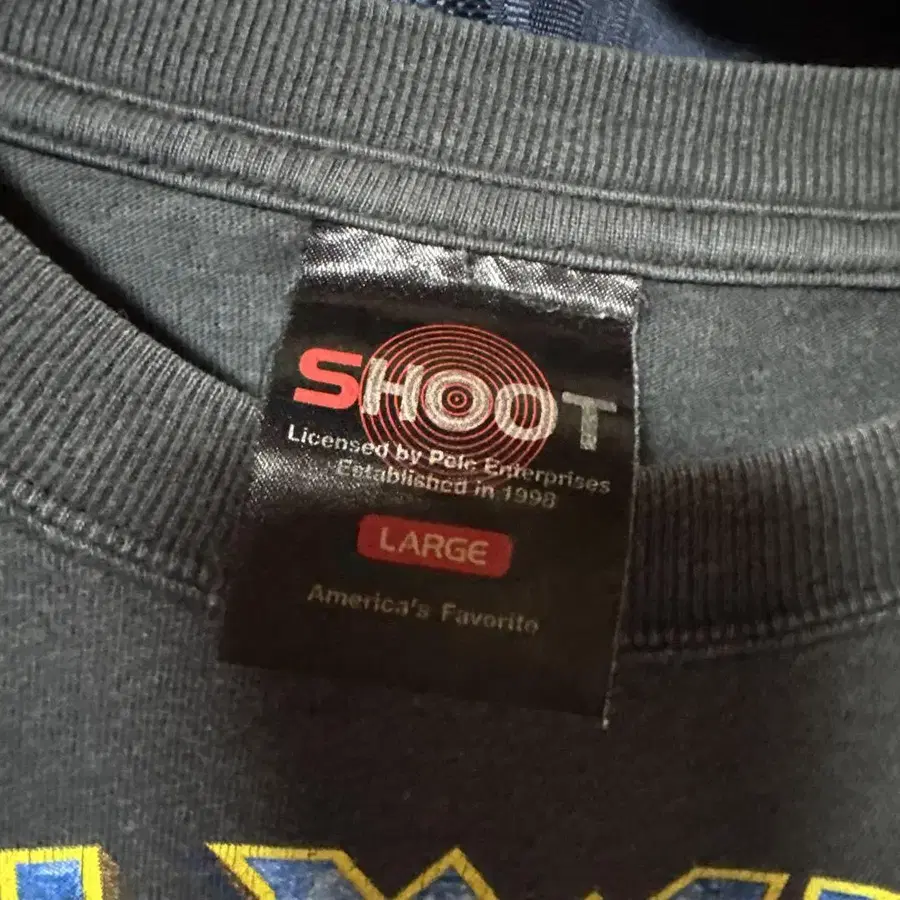 SHOOT
Licensed by Pele Enterprises
Established in 1998
LARGE
America's Favorite